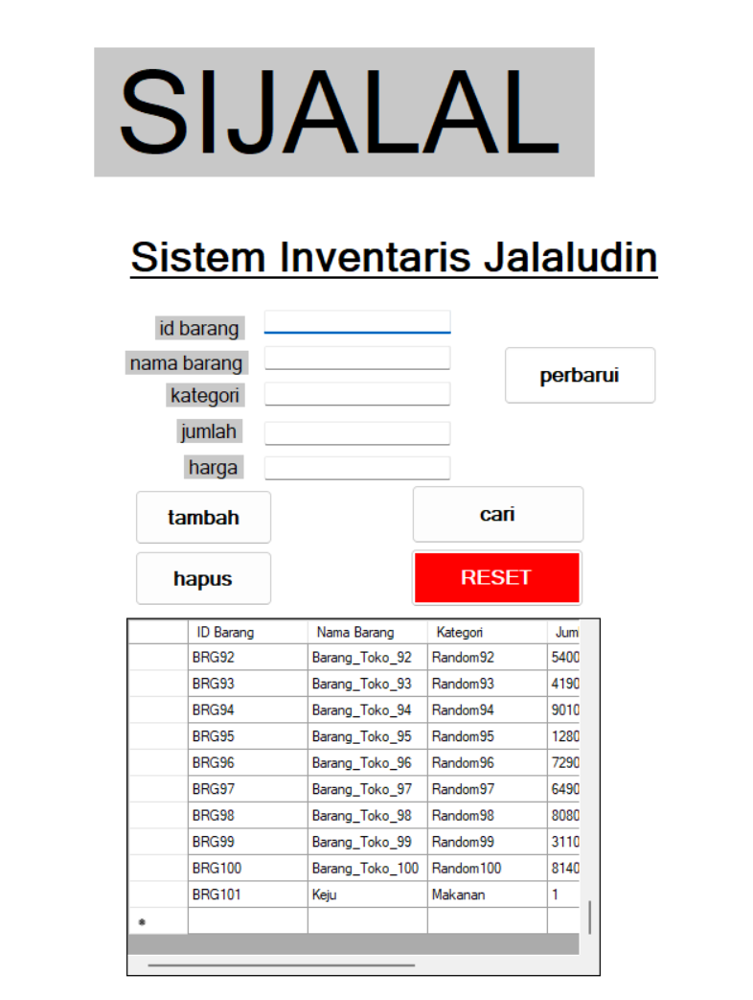 SIJALAL
Sistem Inventaris Jalaludin
id barang
nama barang
perbarui
kategori
jumlah
harga
tambah
cari
hapus
RESET
ID Barang Nama Barang Kategori Jum
BRG92 Barang_Toko_92 Random92 5400
BRG93 Barang_Toko_93 Random93 4190
BRG94 Barang_Toko_94 Random94 9010
BRG95 Barang_Toko_95 Random95 1280
BRG96 Barang_Toko_96 Random96 7290
BRG97 Barang_Toko_97 Random97 6490
BRG98 Barang_Toko_98 Random98 8080
BRG99 Barang_Toko_99 Random99 3110
BRG100 Barang_Toko_100 Random100 8140
BRG101 Keju Makanan 1
*